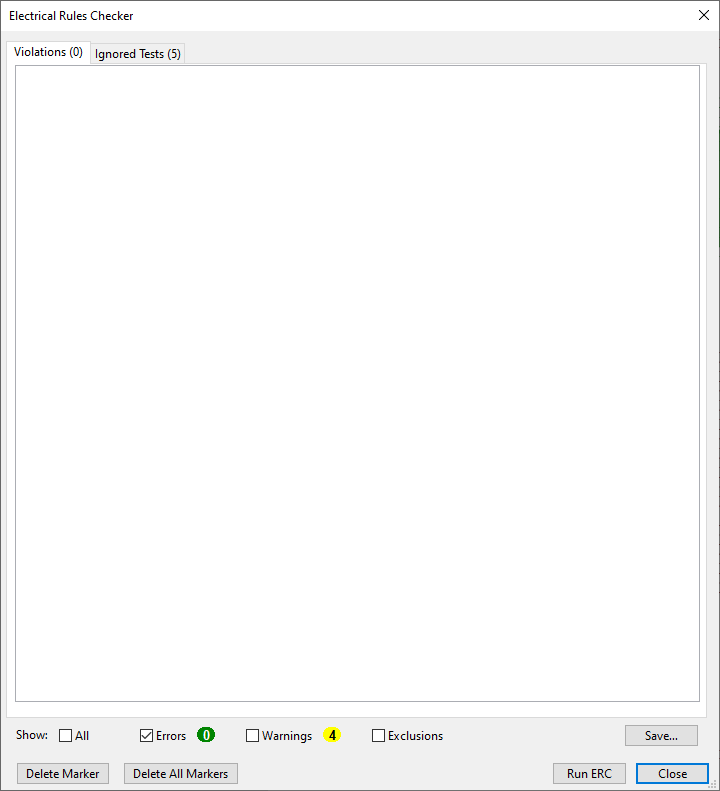 Electrical Rules Checker
Violations (0) Ignored Tests (5)
Show: All Errors 0 Warnings 4 Exclusions Save...
Delete Marker Delete All Markers Run ERC Close